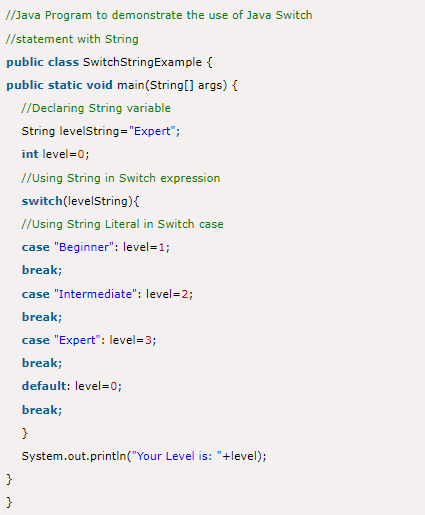 //Java Program to demonstrate the use of Java Switch
//statement with String
public class SwitchStringExample {
public static void main(String[] args) {
//Declaring String variable
String levelString="Expert";
int level=0;
//Using String in Switch expression
switch(levelString){
//Using String Literal in Switch case
case "Beginner": level=1;
break;
case "Intermediate": level=2;
break;
case "Expert": level=3;
break;
default: level=0;
break;
}
System.out.println("Your Level is: "+level);
}
}